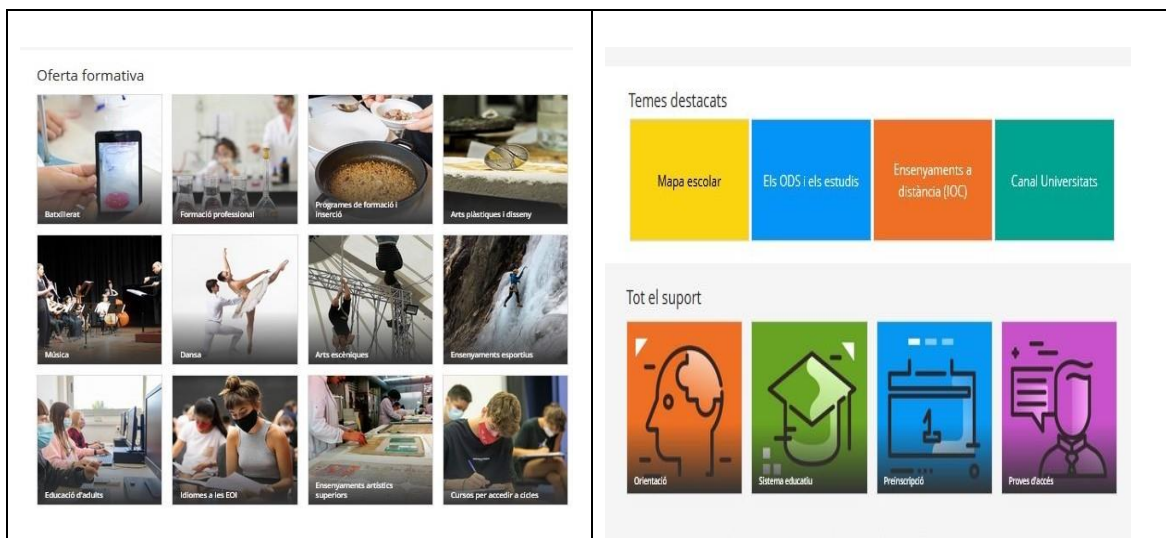 Oferta formativa
Batxillerat
Formació professional
Programes de formació i
inserció
Arts plàstiques i disseny
Música
Dansa
Arts escèniques
Ensenyaments esportius
Educació d'adults
Idiomes a les EOI
Ensenyaments artístics
superiors
Cursos per accedir a cicles
Temes destacats
Mapa escolar
Els ODS i els estudis
Ensenyaments a
distància (IOC)
Canal Universitats
Tot el suport
Orientació
Sistema educatiu
1
Preinscripció
Proves d'accés